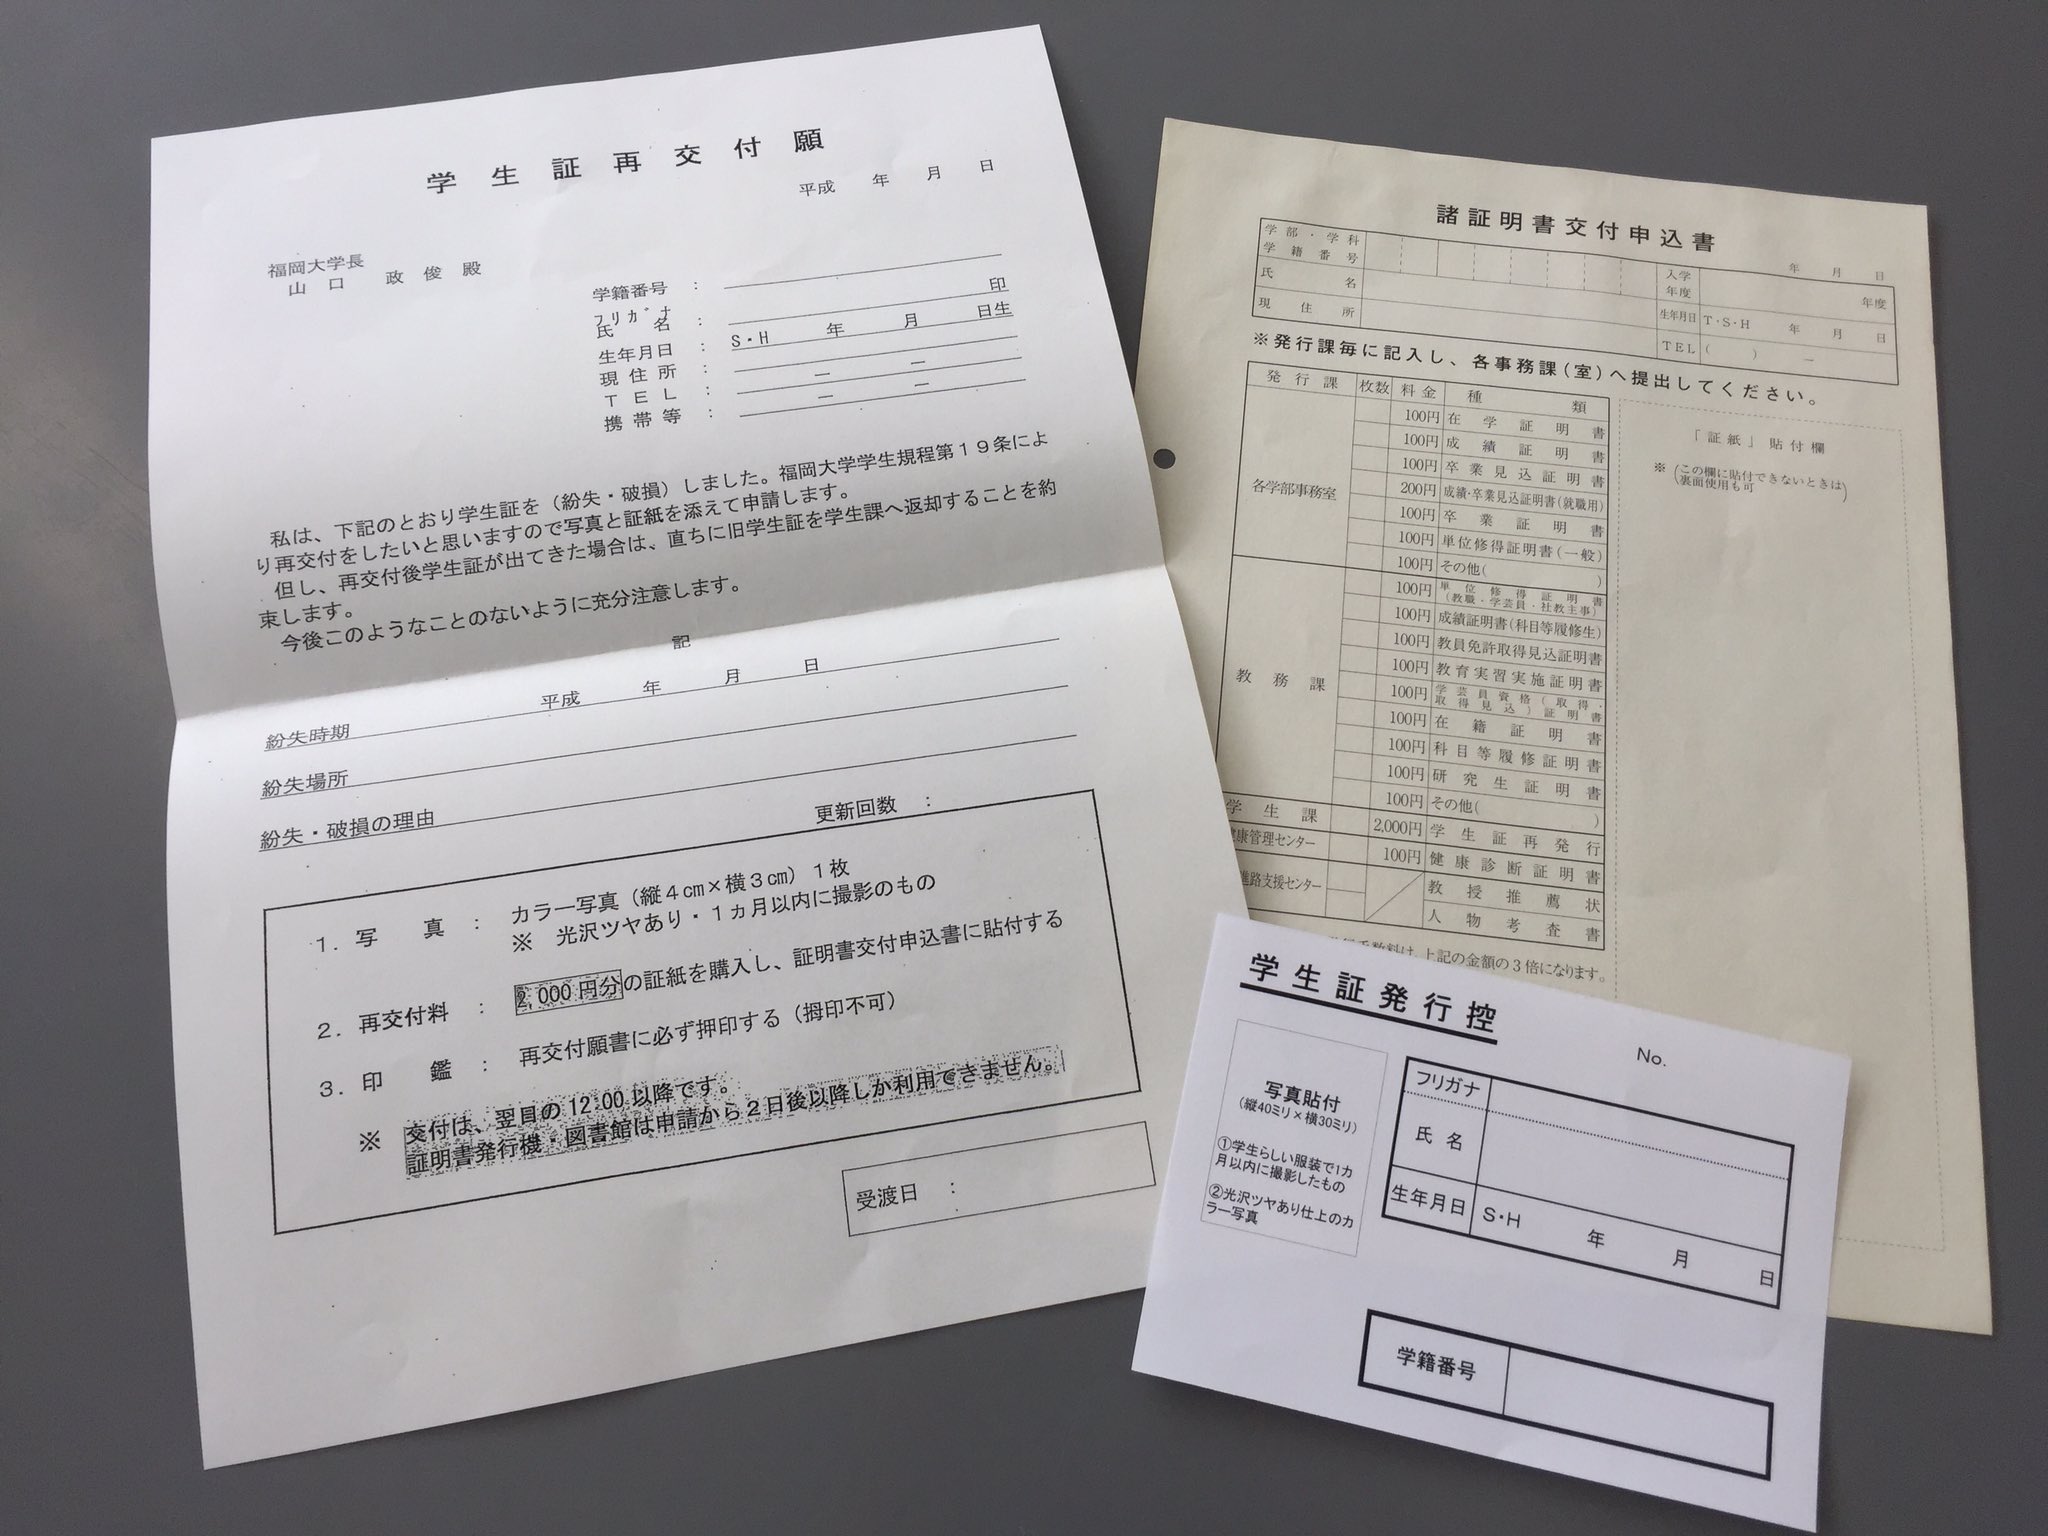 学生証再交付願
平成　　年　　月　　日
福岡大学長
山口　政俊　殿
学籍番号　：
フリガナ
氏　名　：　　　　　　　印
生年月日　：　S・H　　年　　月　　日生
現住所　：
ＴＥＬ　：　　－　　－
携帯等　：　　－　　－
私は、下記のとおり学生証を（紛失・破損）しました。福岡大学学生規程第１９条によ
り再交付をしたいと思いますので写真と証紙を添えて申請します。
但し、再交付後学生証が出てきた場合は、直ちに旧学生証を学生課へ返却することを約
束します。
今後このようなことのないように充分注意します。
記
紛失時期　　　平成　　年　　月　　日
紛失場所
紛失・破損の理由
更新回数　：
１．写　真　：　カラー写真（縦４cm×横３cm）１枚
※　光沢ツヤあり・１ヵ月以内に撮影のもの
２．再交付料　：　2,000円分の証紙を購入し、証明書交付申込書に貼付する
３．印　鑑　：　再交付願書に必ず押印する（拇印不可）
※　交付は、翌日の12:00以降です。
証明書発行機・図書館は申請から２日後以降しか利用できません。
受渡日　：
諸証明書交付申込書
年　　月　　日
学部・学科
学籍番号
入学
年度　　年度
氏　名
生年月日　T・S・H　　年　　月　　日
現住所
ＴＥＬ　（　　）　－
※発行課毎に記入し、各事務課（室）へ提出してください。
発行課　枚数　料金　種類
各学部事務室
100円　在学証明書
100円　成績証明書
100円　卒業見込証明書
200円　成績・卒業見込証明書（就職用）
100円　卒業証明書
100円　単位修得証明書（一般）
100円　その他（　　）
教務課
100円　単位修得証明書
（教職・学芸員・社教主事）
100円　成績証明書（科目等履修生）
100円　教員免許取得見込証明書
100円　教育実習実施証明書
100円　学芸員資格（取得・
取得見込）証明書
100円　在籍証明書
100円　科目等履修証明書
100円　研究生証明書
100円　その他（　　）
学生課　2,000円　学生証再発行
康管理センター　100円　健康診断証明書
進路支援センター　教授推薦状
人物考査書
手数料は、上記の金額の３倍になります。
「証紙」貼付欄
※（この欄に貼付できないときは
裏面使用も可）
学生証発行控
No.
写真貼付
（縦40ミリ×横30ミリ）
①学生らしい服装で1カ
月以内に撮影したもの
②光沢ツヤあり仕上のカ
ラー写真
フリガナ
氏名
生年月日　S・H　　年　　月　　日
学籍番号